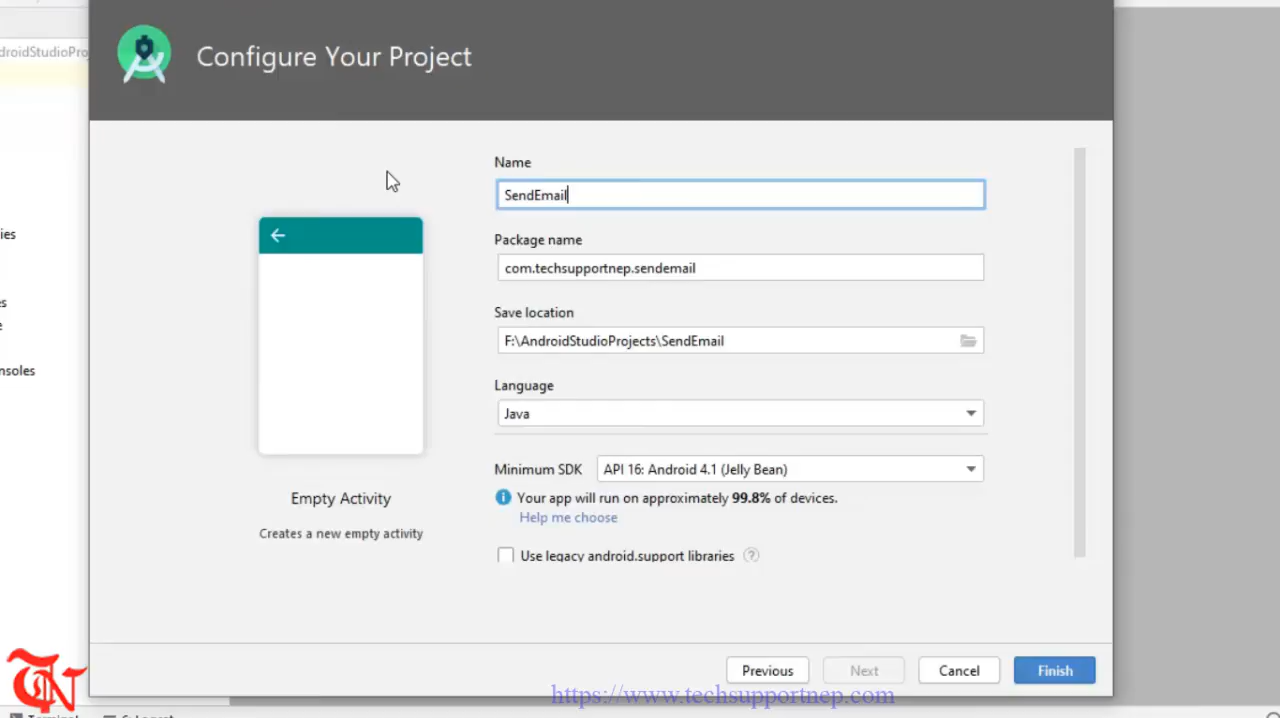 Configure Your Project
droidStudioProj
ies
es
e
nsoles
Name
SendEmail
Package name
com.techsupportnep.sendemail
Save location
F:\AndroidStudioProjects\SendEmail
Language
Java
Minimum SDK API 16: Android 4.1 (Jelly Bean)
Your app will run on approximately 99.8% of devices.
Help me choose
Use legacy android.support libraries ?
Empty Activity
Creates a new empty activity
Previous Next Cancel Finish
https://www.techsupportnep.com
TN
Terminal